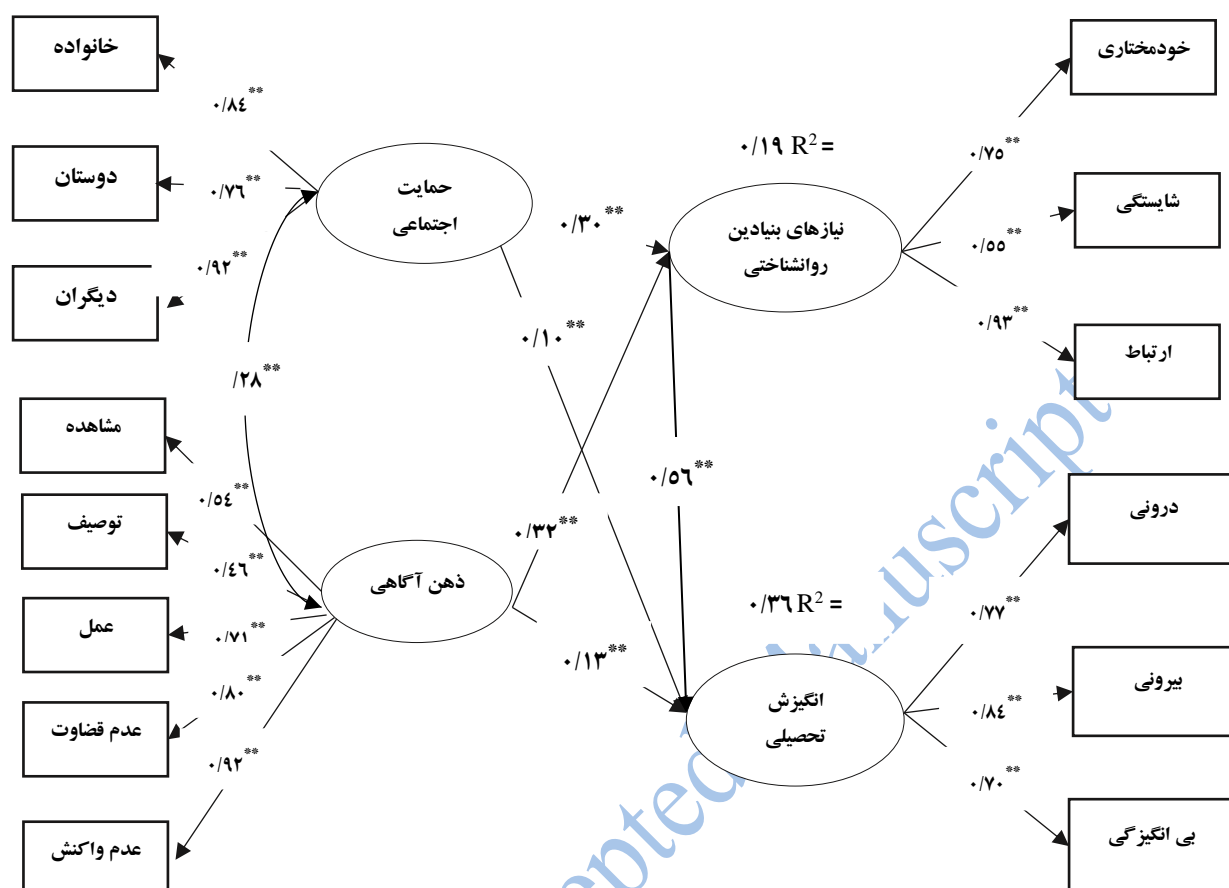 خانواده
دوستان
دیگران
مشاهده
توصیف
عمل
عدم قضاوت
عدم واکنش
۰/۸٤**
۰/۷٦**
۰/۹۲**
/۲۸**
۰/٥٤**
۰/٤٦**
۰/۷۱**
۰/۸۰**
۰/۹۲**
حمایت
اجتماعی
ذهن آگاهی
۰/۳۰**
۰/۱۰**
۰/۳۲**
۰/۱۳**
۰/٥٦**
۰/۱۹ R² =
نیازهای بنیادین
روانشناختی
۰/۳٦ R² =
انگیزش
تحصیلی
۰/۷٥**
۰/٥٥**
۰/۹۳**
۰/۷۷**
۰/۸٤**
۰/۷۰**
خودمختاری
شایستگی
ارتباط
درونی
بیرونی
بی انگیزگی